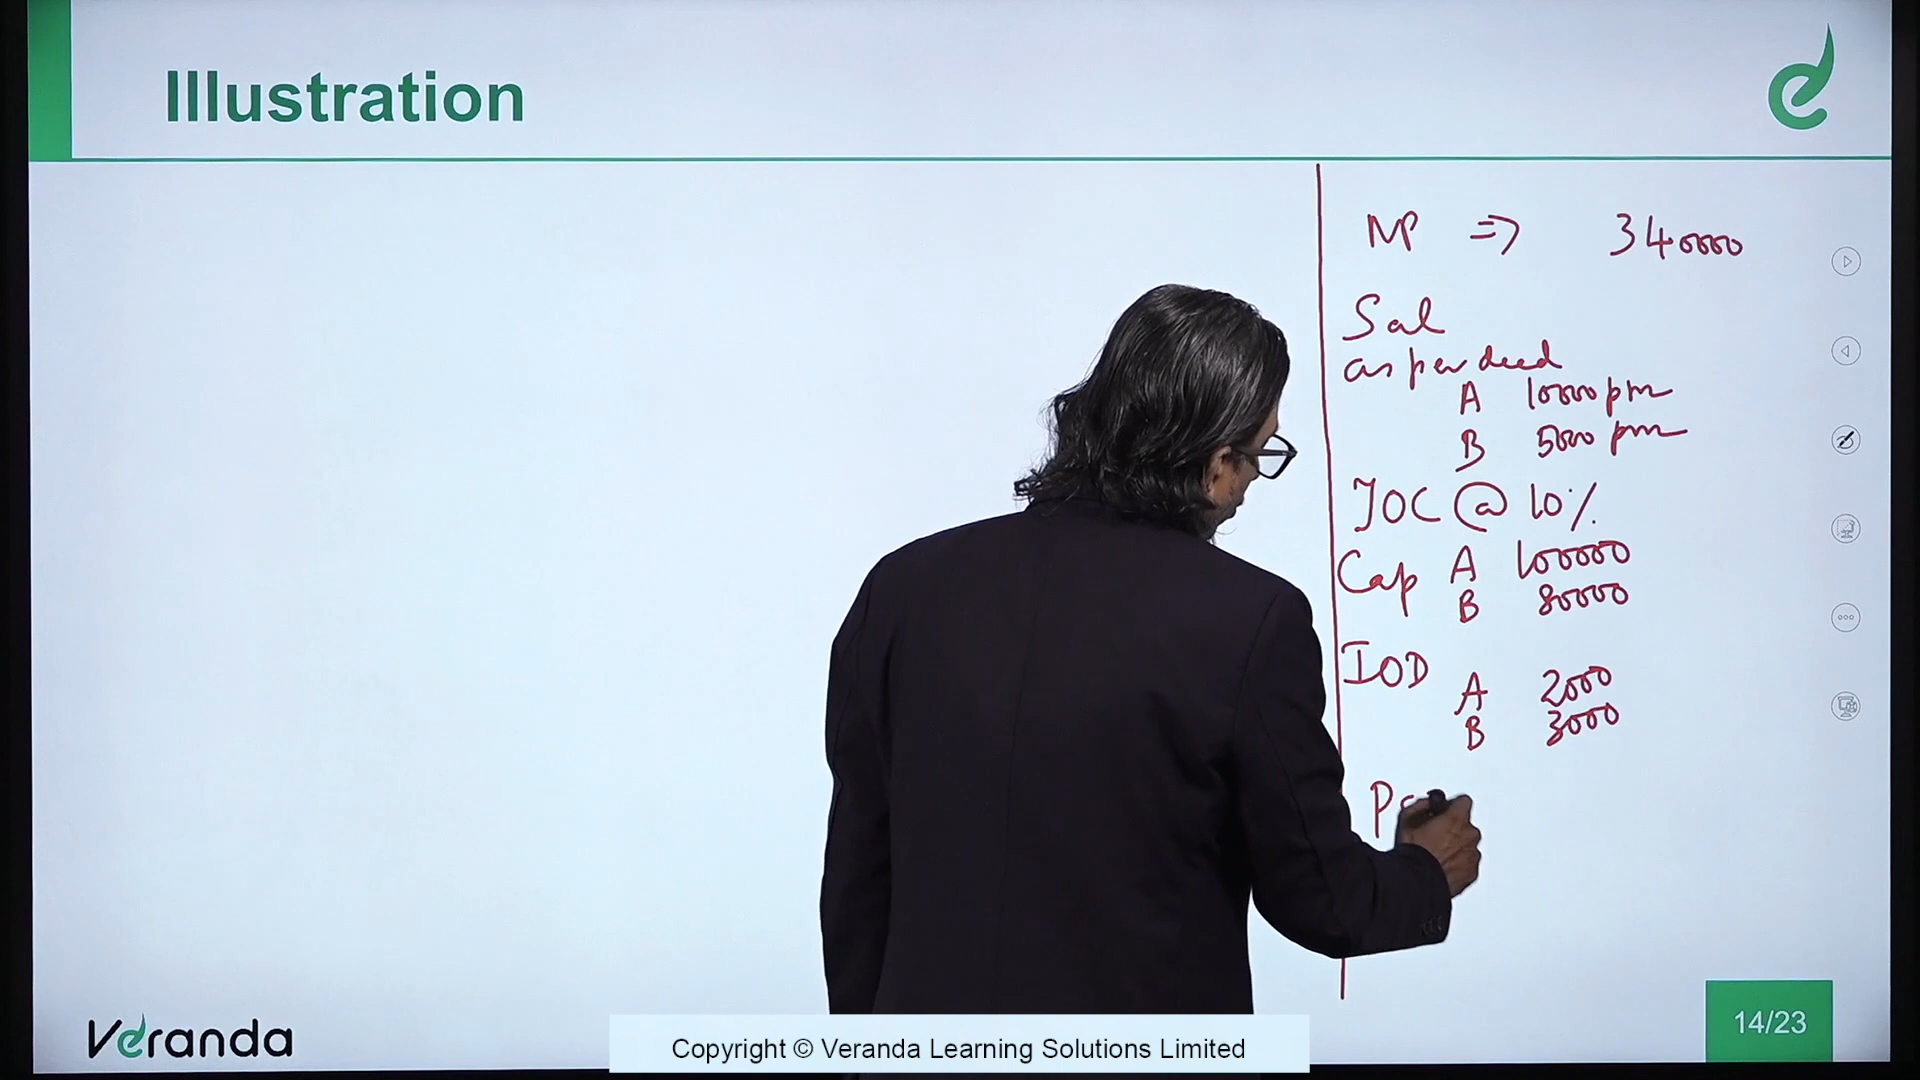 Illustration
NP ⇒ 340000
Sal
as per deed
A 10000 pm
B 5000 pm
IOC @ 10%
Cap A 100000
B 80000
IOD
A 2000
B 3000
Veranda
Copyright © Veranda Learning Solutions Limited
14/23